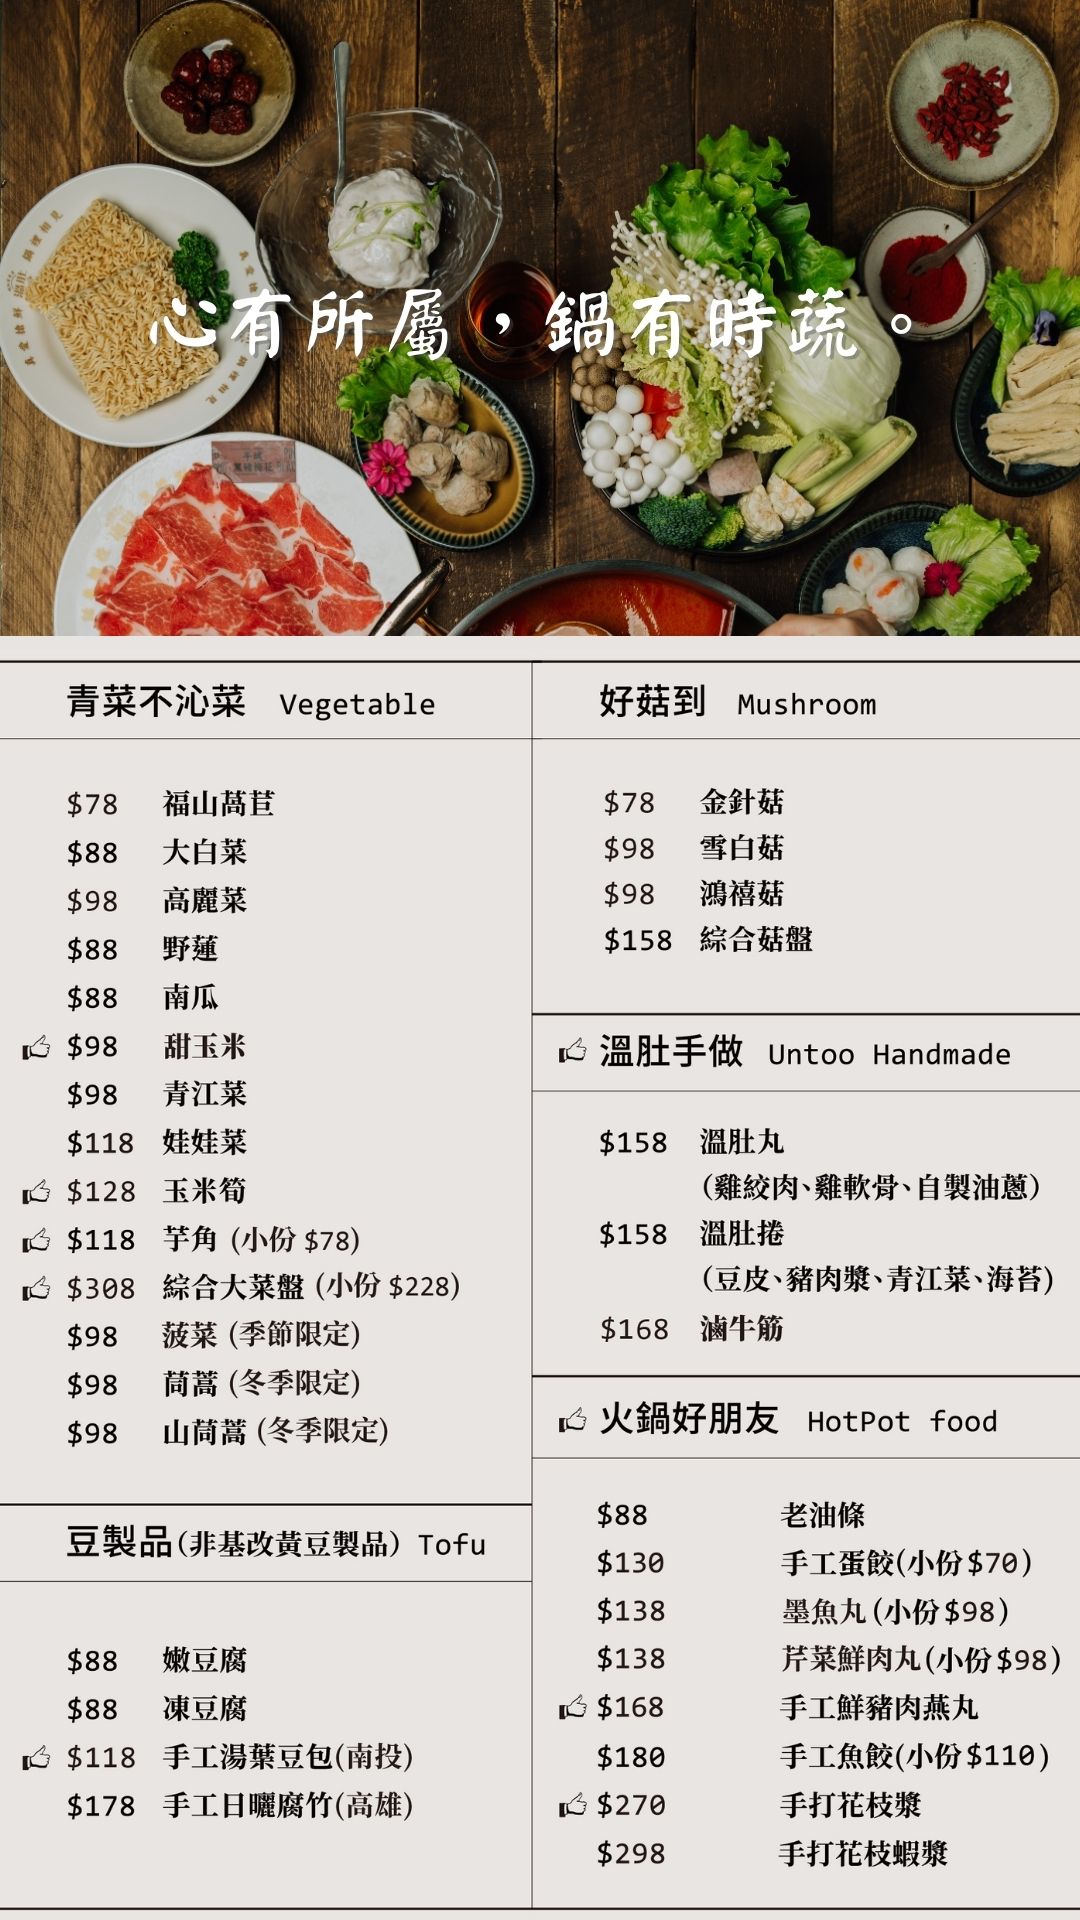 心有所屬，鍋有時蔬。
青菜不沁菜 Vegetable
$78 福山萵苣
$88 大白菜
$98 高麗菜
$88 野蓮
$88 南瓜
$98 甜玉米
$98 青江菜
$118 娃娃菜
$128 玉米筍
$118 芋角 (小份 $78)
$308 綜合大菜盤 (小份 $228)
$98 菠菜 (季節限定)
$98 茼蒿 (冬季限定)
$98 山茼蒿 (冬季限定)
豆製品(非基改黃豆製品) Tofu
$88 嫩豆腐
$88 凍豆腐
$118 手工湯葉豆包(南投)
$178 手工日曬腐竹(高雄)
好菇到 Mushroom
$78 金針菇
$98 雪白菇
$98 鴻禧菇
$158 綜合菇盤
溫肚手做 Untoo Handmade
$158 溫肚丸
(雞絞肉、雞軟骨、自製油蔥)
$158 溫肚捲
(豆皮、豬肉漿、青江菜、海苔)
$168 滷牛筋
火鍋好朋友 HotPot food
$88 老油條
$130 手工蛋餃(小份$70)
$138 墨魚丸(小份$98)
$138 芹菜鮮肉丸(小份$98)
$168 手工鮮豬肉燕丸
$180 手工魚餃(小份$110)
$270 手打花枝漿
$298 手打花枝蝦漿